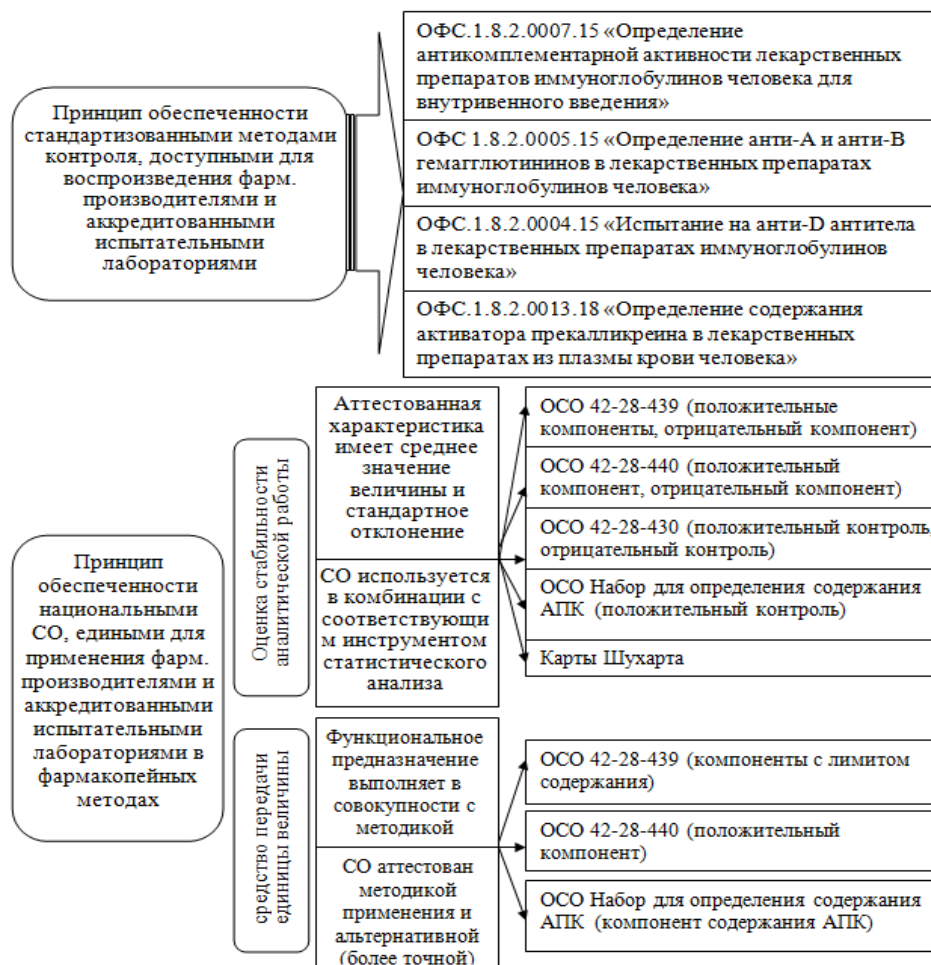 Принцип обеспеченности
стандартизованными методами
контроля, доступными для
воспроизведения фарм.
производителями и
аккредитованными
испытательными
лабораториями
ОФС.1.8.2.0007.15 «Определение
антикомплементарной активности лекарственных
препаратов иммуноглобулинов человека для
внутривенного введения»
ОФС 1.8.2.0005.15 «Определение анти-А и анти-В
гемагглютининов в лекарственных препаратах
иммуноглобулинов человека»
ОФС.1.8.2.0004.15 «Испытание на анти-D антитела
в лекарственных препаратах иммуноглобулинов
человека»
ОФС.1.8.2.0013.18 «Определение содержания
активатора прекалликреина в лекарственных
препаратах из плазмы крови человека»
Принцип
обеспеченности
национальными
СО, едиными для
применения фарм.
производителями и
аккредитованными
испытательными
лабораториями в
фармакопейных
методах
Оценка стабильности
аналитической работы
Аттестованная
характеристика
имеет среднее
значение
величины и
стандартное
отклонение
СО используется
в комбинации с
соответствующи
м инструментом
статистического
анализа
ОСО 42-28-439 (положительные
компоненты, отрицательный компонент)
ОСО 42-28-440 (положительный
компонент, отрицательный компонент)
ОСО 42-28-430 (положительный контроль,
отрицательный контроль)
ОСО Набор для определения содержания
АПК (положительный контроль)
Карты Шухарта
средство передачи
единицы величины
Функциональное
предназначение
выполняет в
совокупности с
методикой
СО аттестован
методикой
применения и
альтернативной
(более точной)
ОСО 42-28-439 (компоненты с лимитом
содержания)
ОСО 42-28-440 (положительный
компонент)
ОСО Набор для определения содержания
АПК (компонент содержания АПК)